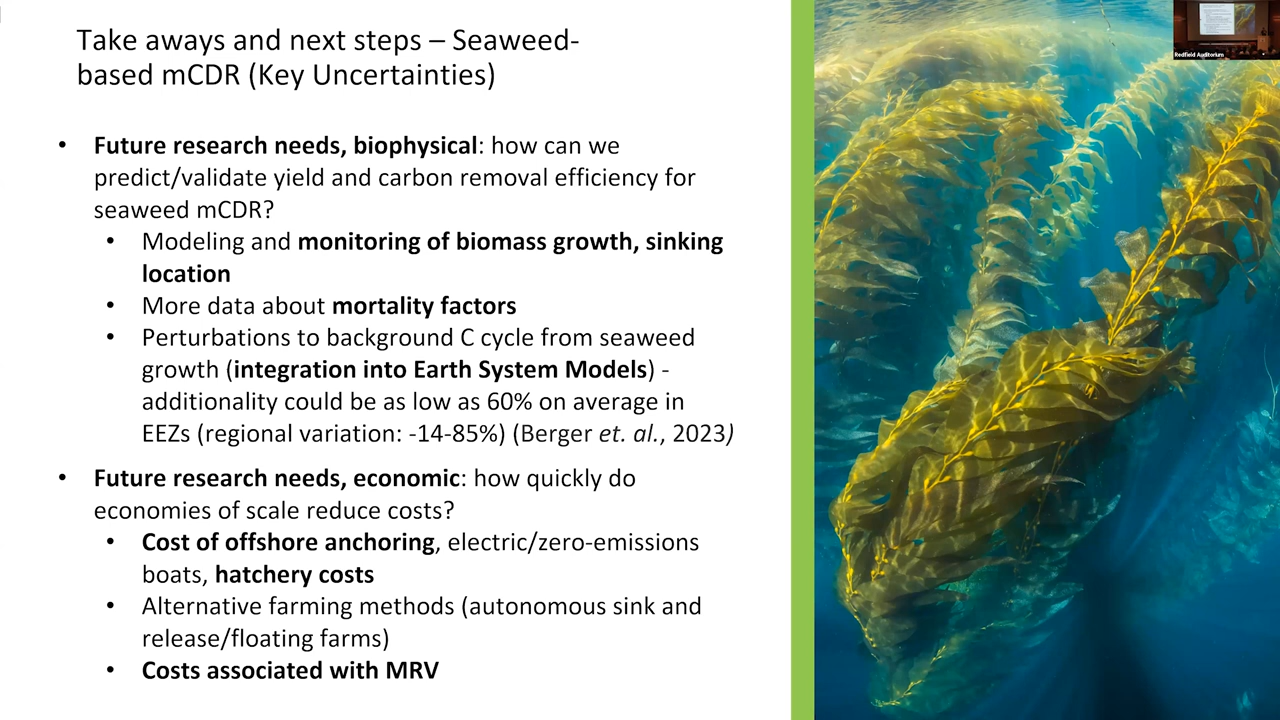 Take aways and next steps – Seaweed-
based mCDR (Key Uncertainties)
• Future research needs, biophysical: how can we
predict/validate yield and carbon removal efficiency for
seaweed mCDR?
• Modeling and monitoring of biomass growth, sinking
location
• More data about mortality factors
• Perturbations to background C cycle from seaweed
growth (integration into Earth System Models) -
additionality could be as low as 60% on average in
EEZs (regional variation: -14-85%) (Berger et. al., 2023)
• Future research needs, economic: how quickly do
economies of scale reduce costs?
• Cost of offshore anchoring, electric/zero-emissions
boats, hatchery costs
• Alternative farming methods (autonomous sink and
release/floating farms)
• Costs associated with MRV
Redfield Auditorium